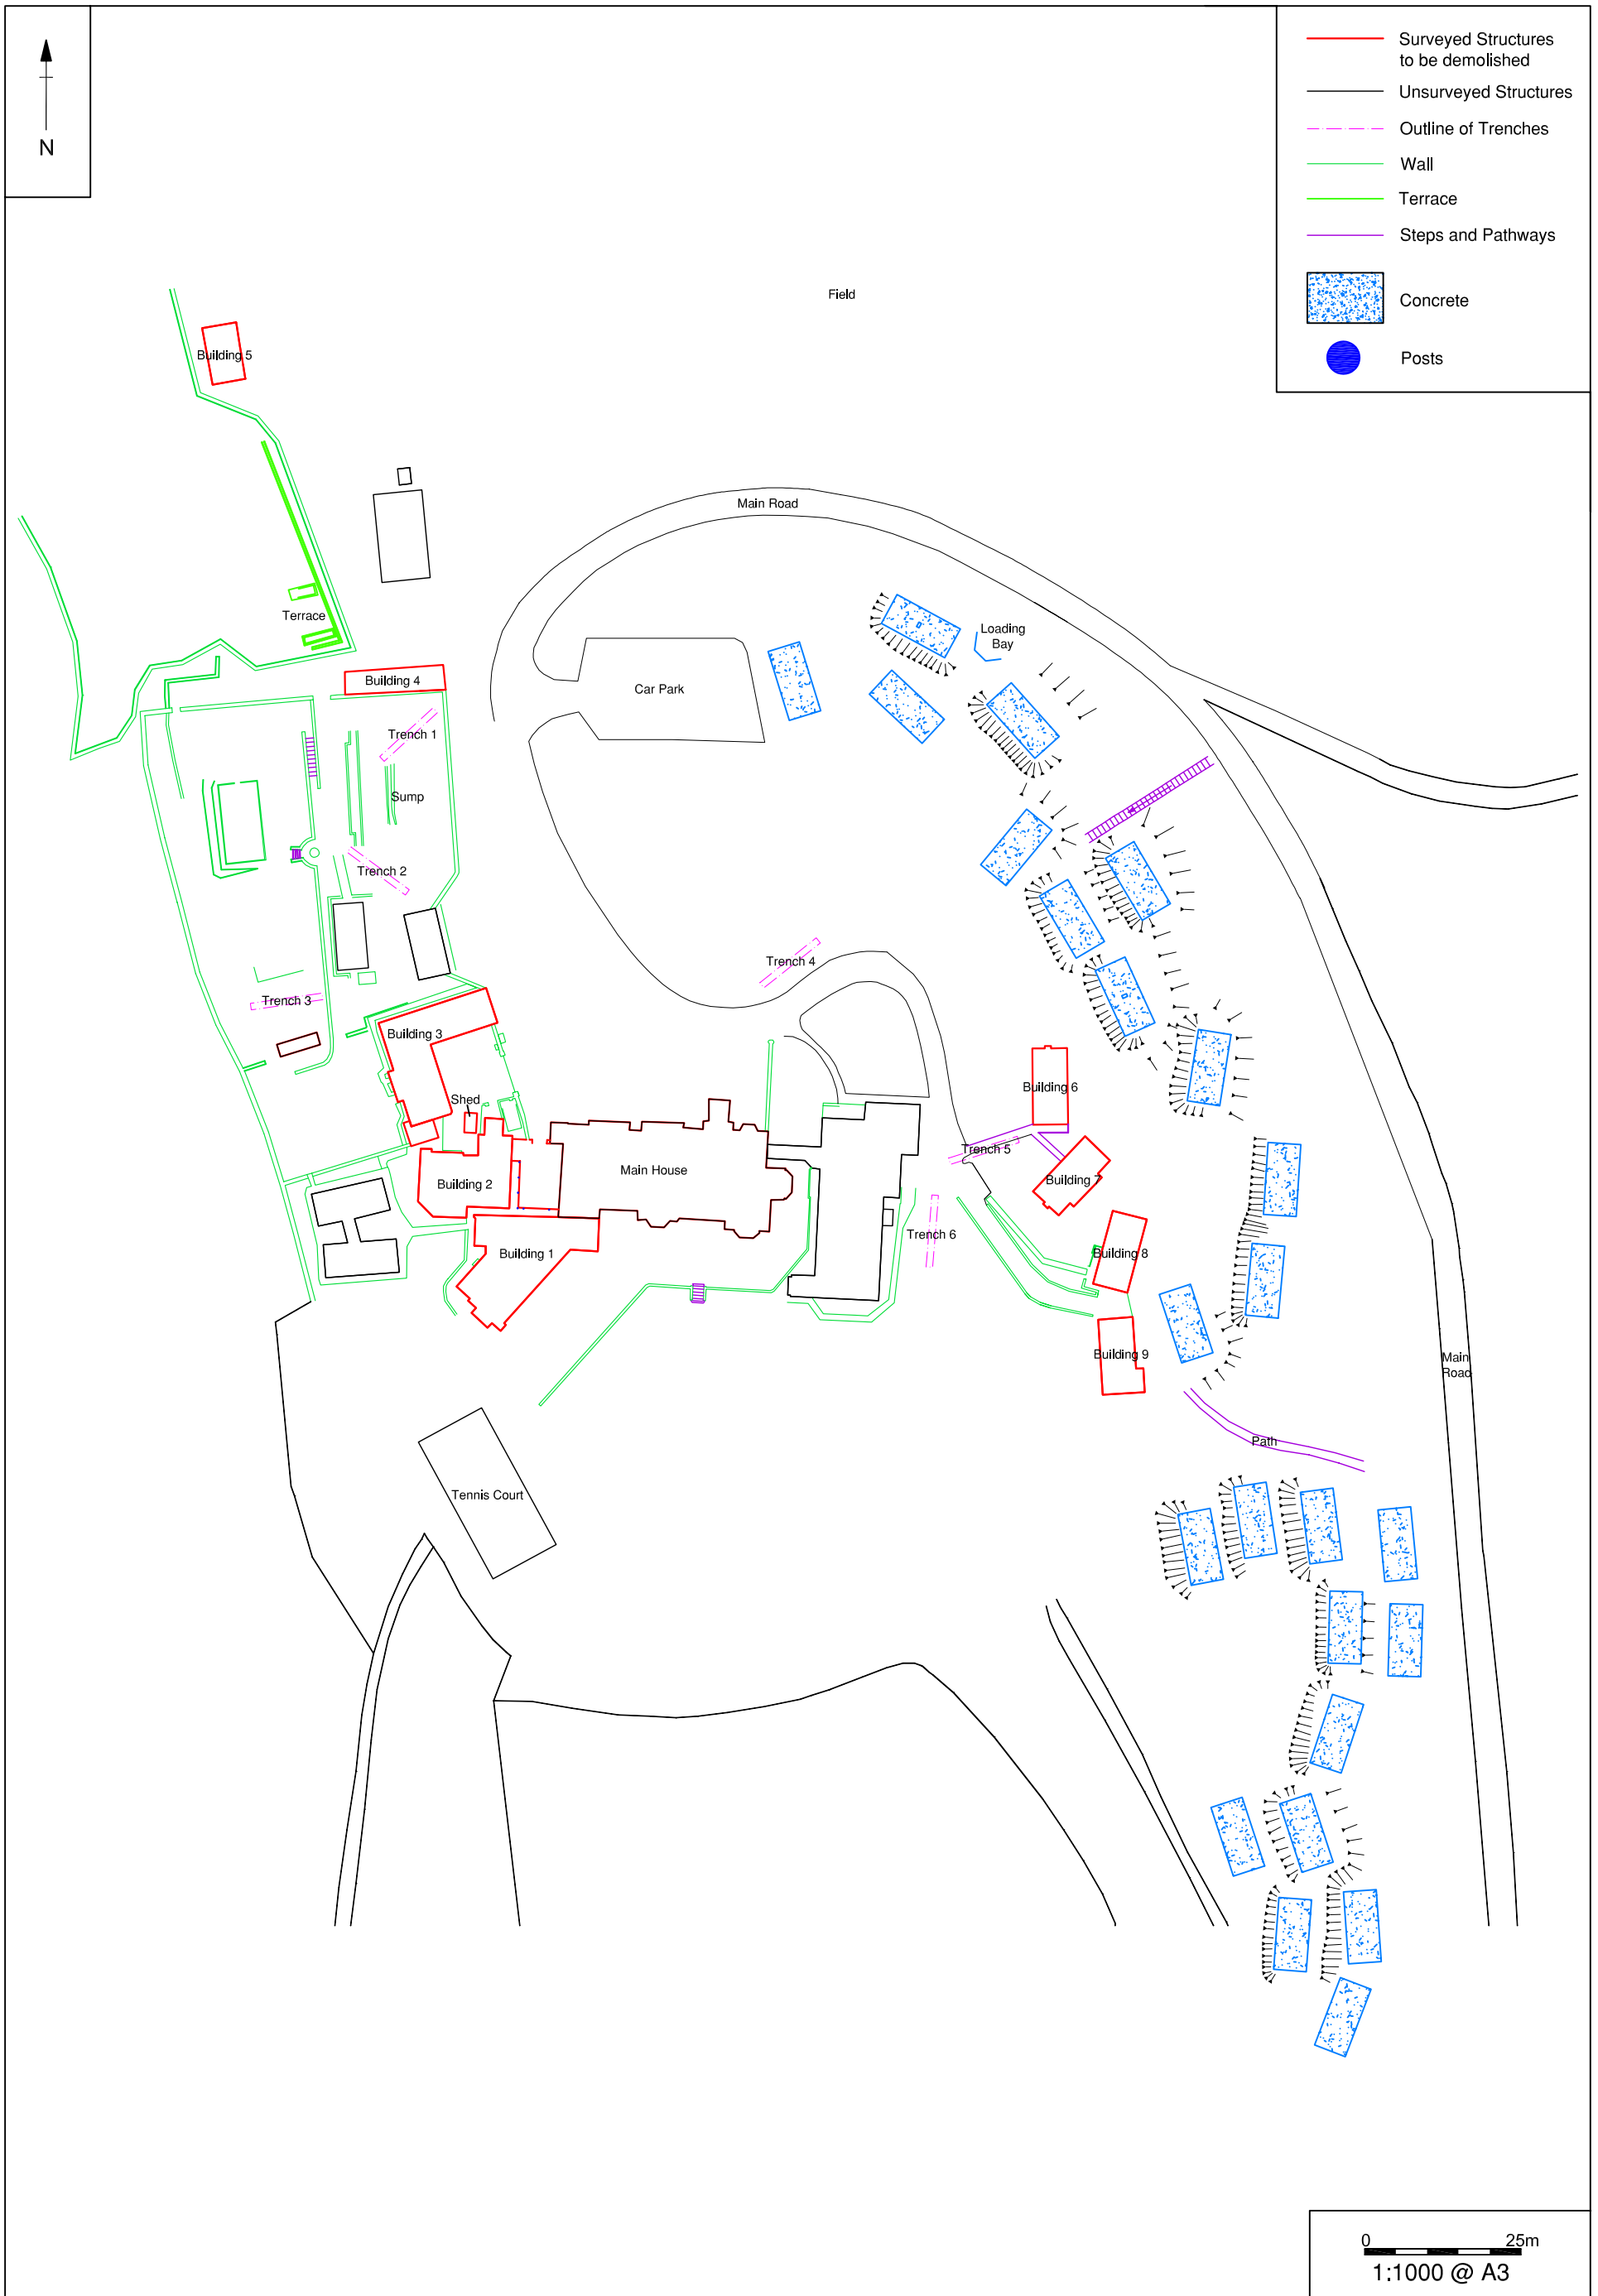 N
Surveyed Structures
to be demolished
Unsurveyed Structures
Outline of Trenches
Wall
Terrace
Steps and Pathways
Concrete
Posts
Field
Building 5
Main Road
Terrace
Loading
Bay
Building 4
Car Park
Trench 1
Sump
Trench 2
Trench 4
Trench 3
Building 3
Building 6
Shed
Trench 5
Main House
Building 7
Building 2
Trench 6
Building 1
Building 8
Building 9
Main
Road
Path
Tennis Court
0 25m
1:1000 @ A3